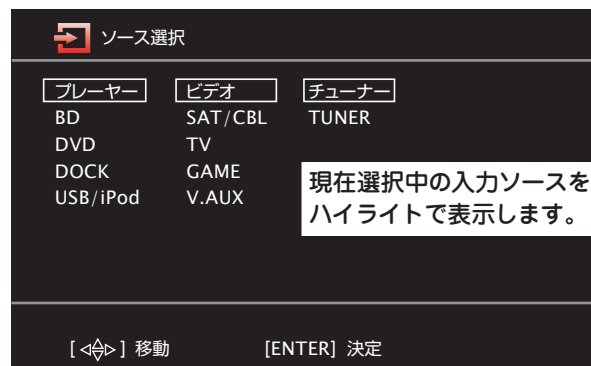 ソース選択
プレーヤー ビデオ チューナー
BD SAT/CBL TUNER
DVD TV
DOCK GAME
USB/iPod V.AUX
現在選択中の入力ソースを
ハイライトで表示します。
[◁△▽▷] 移動 [ENTER] 決定